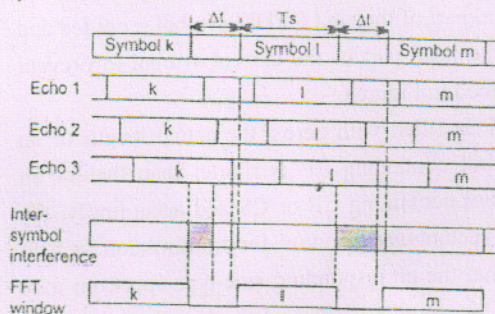 Δt Ts Δt
Symbol k Symbol l Symbol m
Echo 1 k l m
Echo 2 k l m
Echo 3 k l m
Inter-
symbol
interference
FFT
window k l m